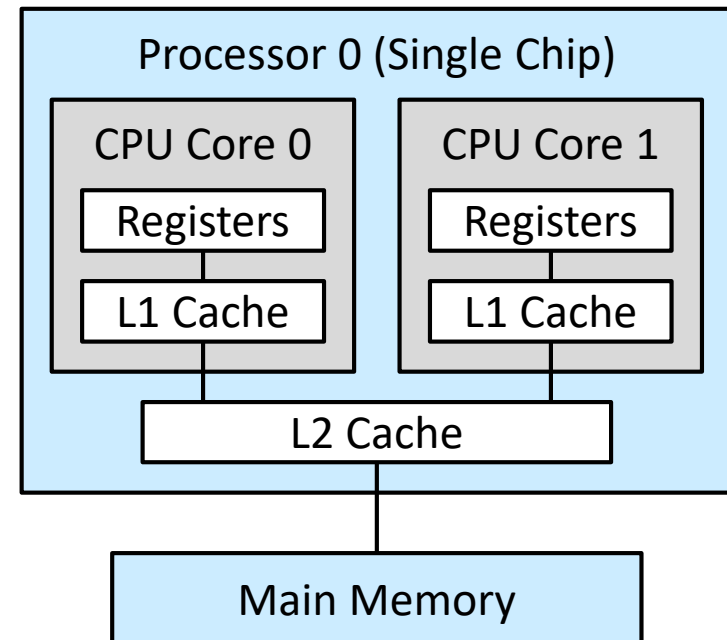 Processor 0 (Single Chip)
CPU Core 0
Registers
L1 Cache
CPU Core 1
Registers
L1 Cache
L2 Cache
Main Memory